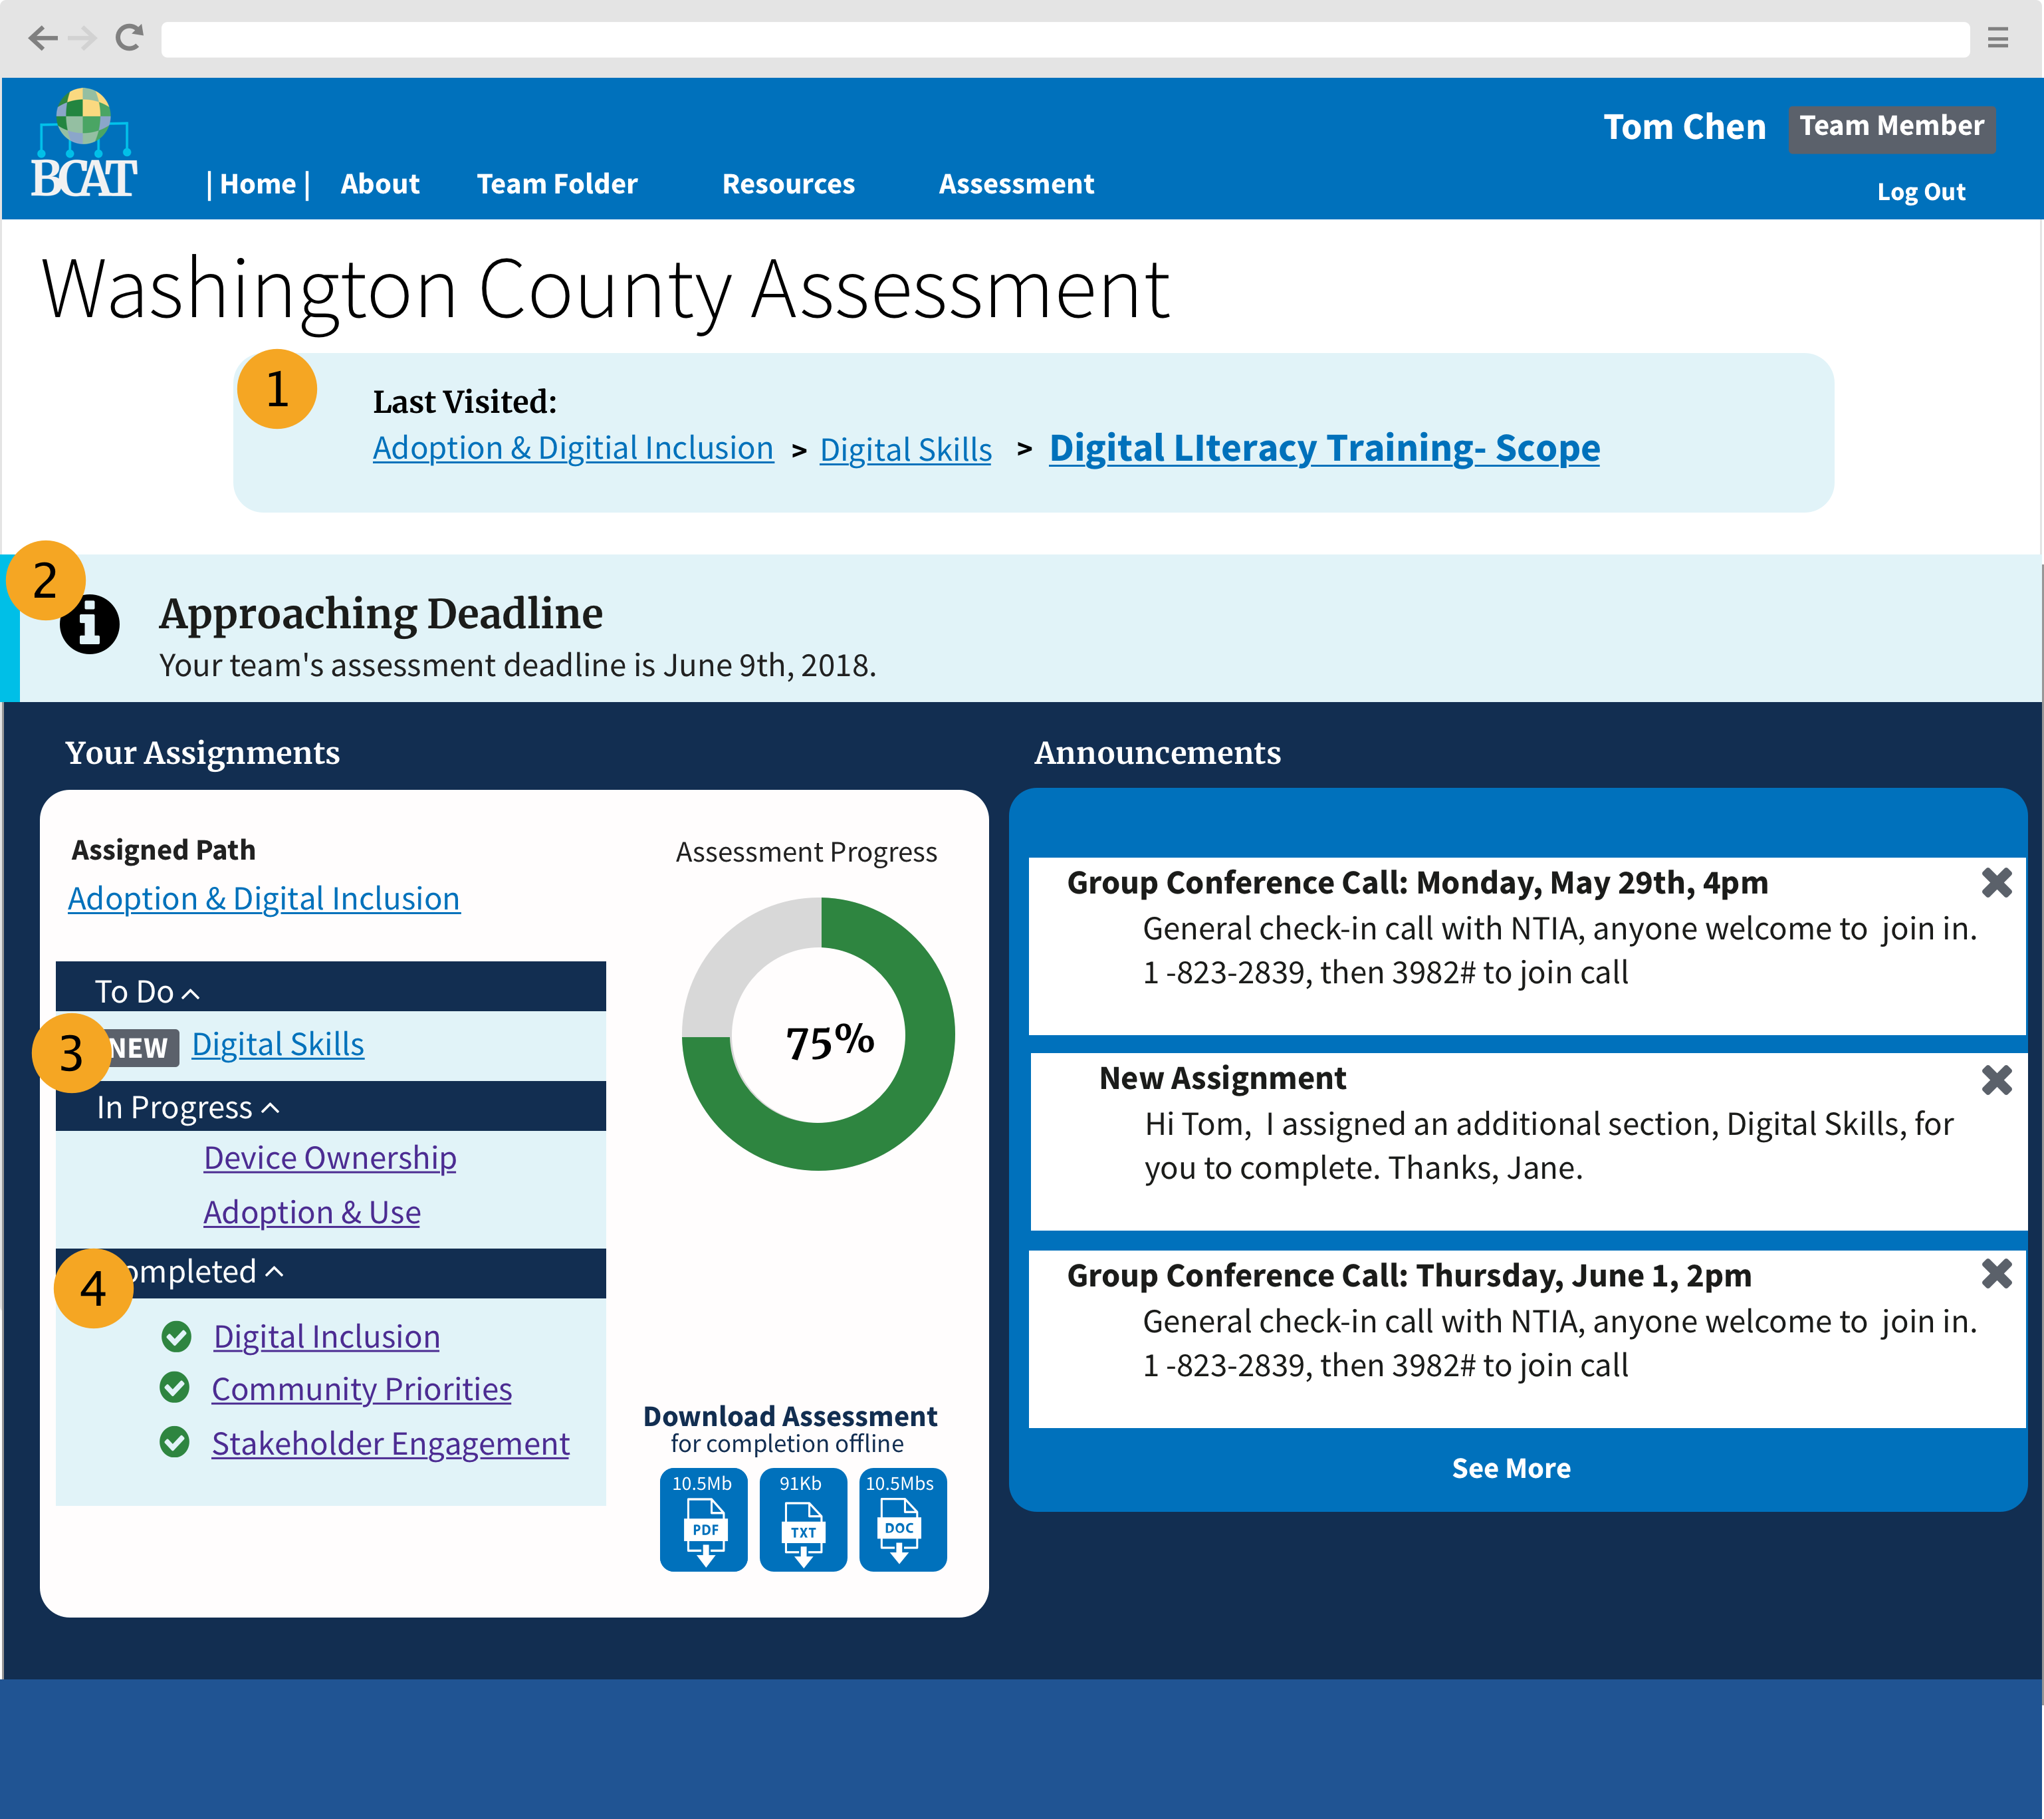 BCAT
| Home | About Team Folder Resources Assessment
Tom Chen Team Member
Log Out
Washington County Assessment
1
Last Visited:
Adoption & Digitial Inclusion > Digital Skills > Digital LIteracy Training- Scope
2
Approaching Deadline
Your team's assessment deadline is June 9th, 2018.
Your Assignments
Assigned Path
Adoption & Digital Inclusion
To Do
3
NEW Digital Skills
In Progress
Device Ownership
Adoption & Use
4
ompleted
Digital Inclusion
Community Priorities
Stakeholder Engagement
Assessment Progress
75%
Download Assessment
for completion offline
10.5Mb 91Kb 10.5Mbs
PDF TXT DOC
Announcements
Group Conference Call: Monday, May 29th, 4pm
General check-in call with NTIA, anyone welcome to join in.
1 -823-2839, then 3982# to join call
New Assignment
Hi Tom, I assigned an additional section, Digital Skills, for
you to complete. Thanks, Jane.
Group Conference Call: Thursday, June 1, 2pm
General check-in call with NTIA, anyone welcome to join in.
1 -823-2839, then 3982# to join call
See More